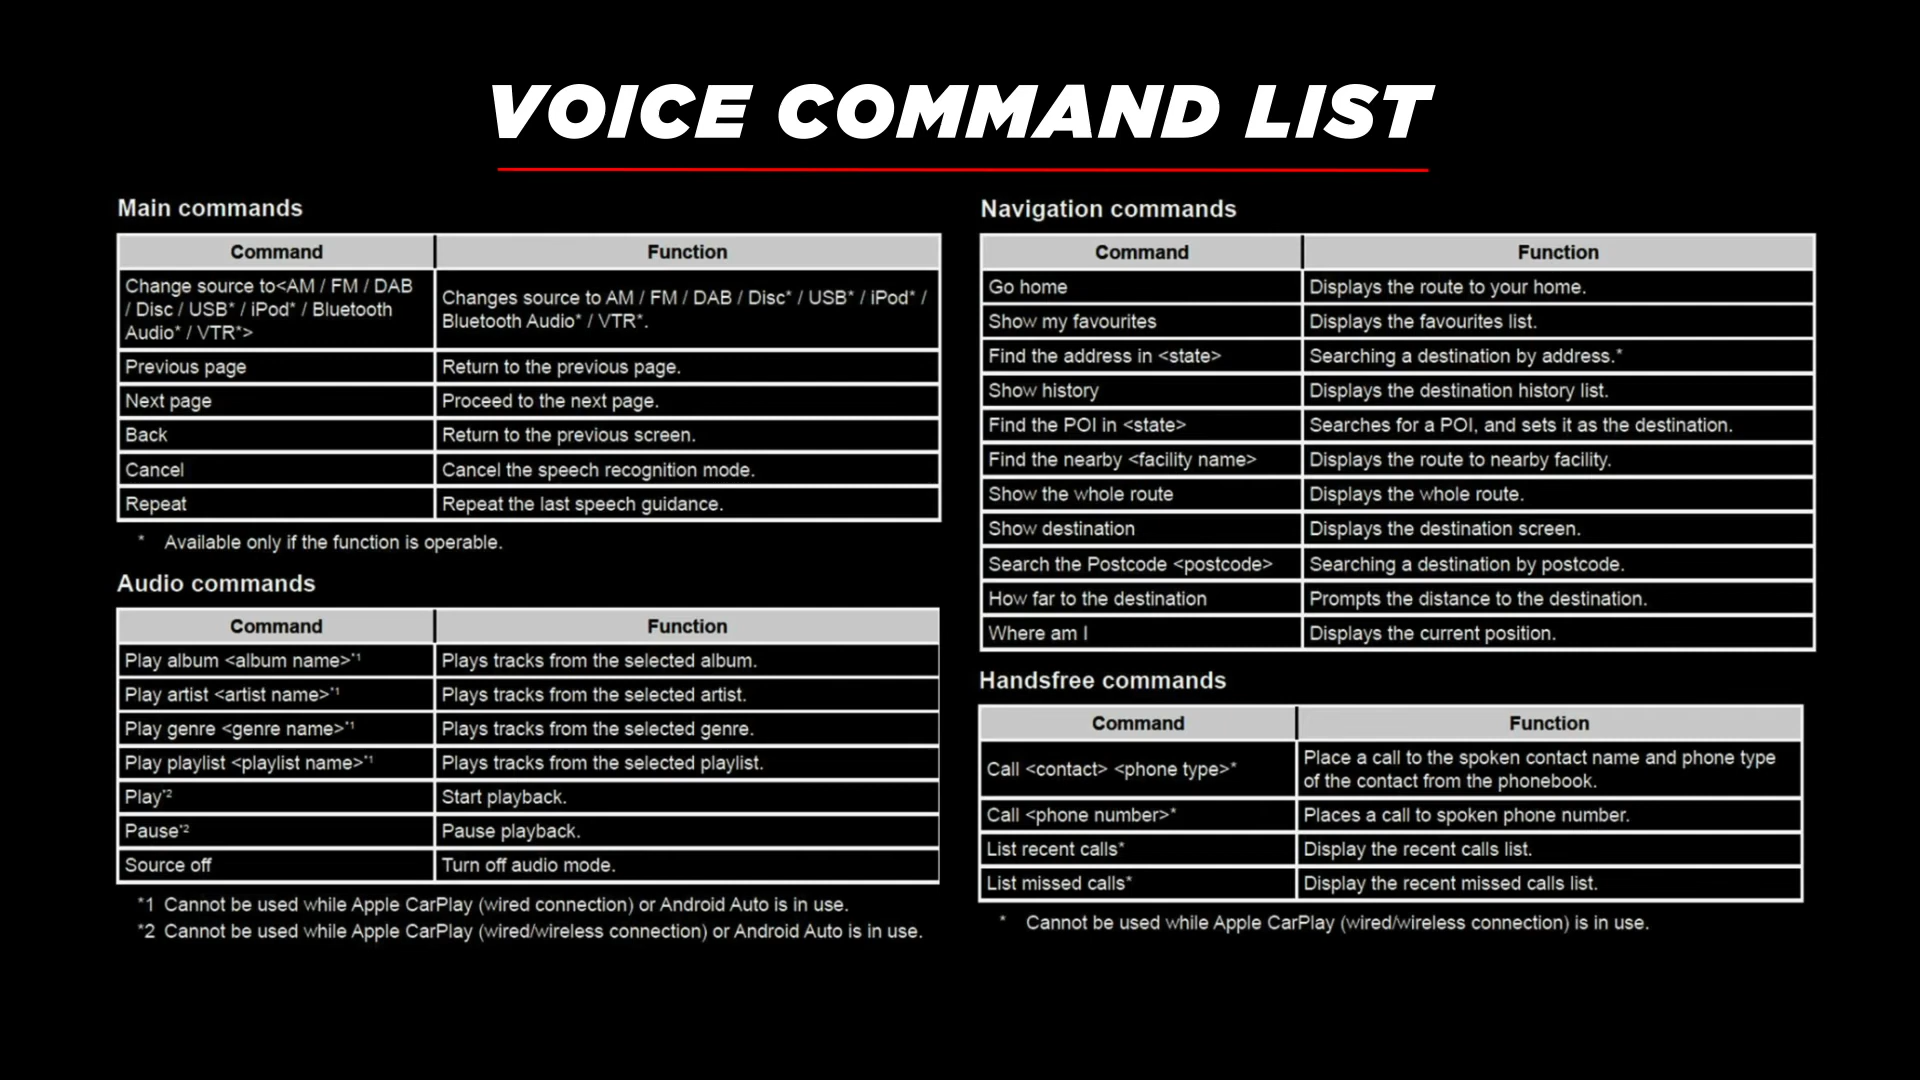 VOICE COMMAND LIST
Main commands
Command Function
Change source to<AM / FM / DAB
/ Disc / USB* / iPod* / Bluetooth
Audio* / VTR*>
Changes source to AM / FM / DAB / Disc* / USB* / iPod* /
Bluetooth Audio* / VTR*.
Previous page Return to the previous page.
Next page Proceed to the next page.
Back Return to the previous screen.
Cancel Cancel the speech recognition mode.
Repeat Repeat the last speech guidance.
* Available only if the function is operable.
Audio commands
Command Function
Play album <album name>*1 Plays tracks from the selected album.
Play artist <artist name>*1 Plays tracks from the selected artist.
Play genre <genre name>*1 Plays tracks from the selected genre.
Play playlist <playlist name>*1 Plays tracks from the selected playlist.
Play*2 Start playback.
Pause*2 Pause playback.
Source off Turn off audio mode.
*1 Cannot be used while Apple CarPlay (wired connection) or Android Auto is in use.
*2 Cannot be used while Apple CarPlay (wired/wireless connection) or Android Auto is in use.
Navigation commands
Command Function
Go home Displays the route to your home.
Show my favourites Displays the favourites list.
Find the address in <state> Searching a destination by address.*
Show history Displays the destination history list.
Find the POI in <state> Searches for a POI, and sets it as the destination.
Find the nearby <facility name> Displays the route to nearby facility.
Show the whole route Displays the whole route.
Show destination Displays the destination screen.
Search the Postcode <postcode> Searching a destination by postcode.
How far to the destination Prompts the distance to the destination.
Where am I Displays the current position.
Handsfree commands
Command Function
Call <contact> <phone type>*
Place a call to the spoken contact name and phone type
of the contact from the phonebook.
Call <phone number>* Places a call to spoken phone number.
List recent calls* Display the recent calls list.
List missed calls* Display the recent missed calls list.
* Cannot be used while Apple CarPlay (wired/wireless connection) is in use.